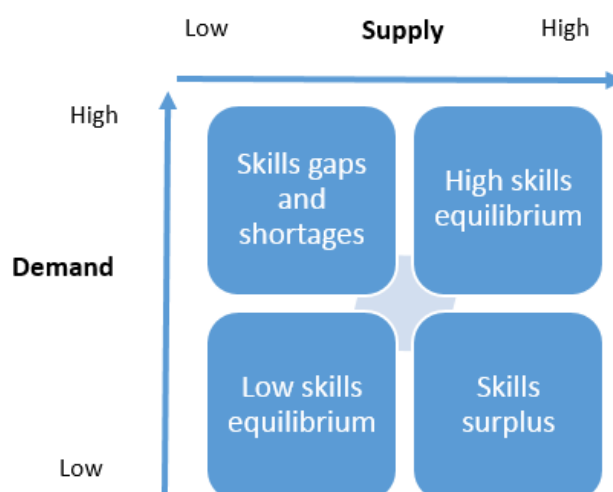 Low Supply High
High
Skills gaps
and
shortages
High skills
equilibrium
Demand
Low skills
equilibrium
Skills
surplus
Low